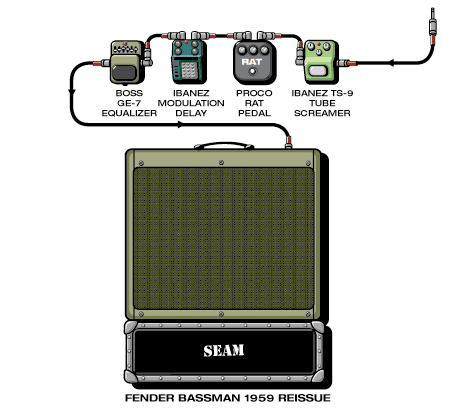 RAT
BOSS
GE-7
EQUALIZER
IBANEZ
MODULATION
DELAY
PROCO
RAT
PEDAL
IBANEZ TS-9
TUBE
SCREAMER
SEAM
FENDER BASSMAN 1959 REISSUE